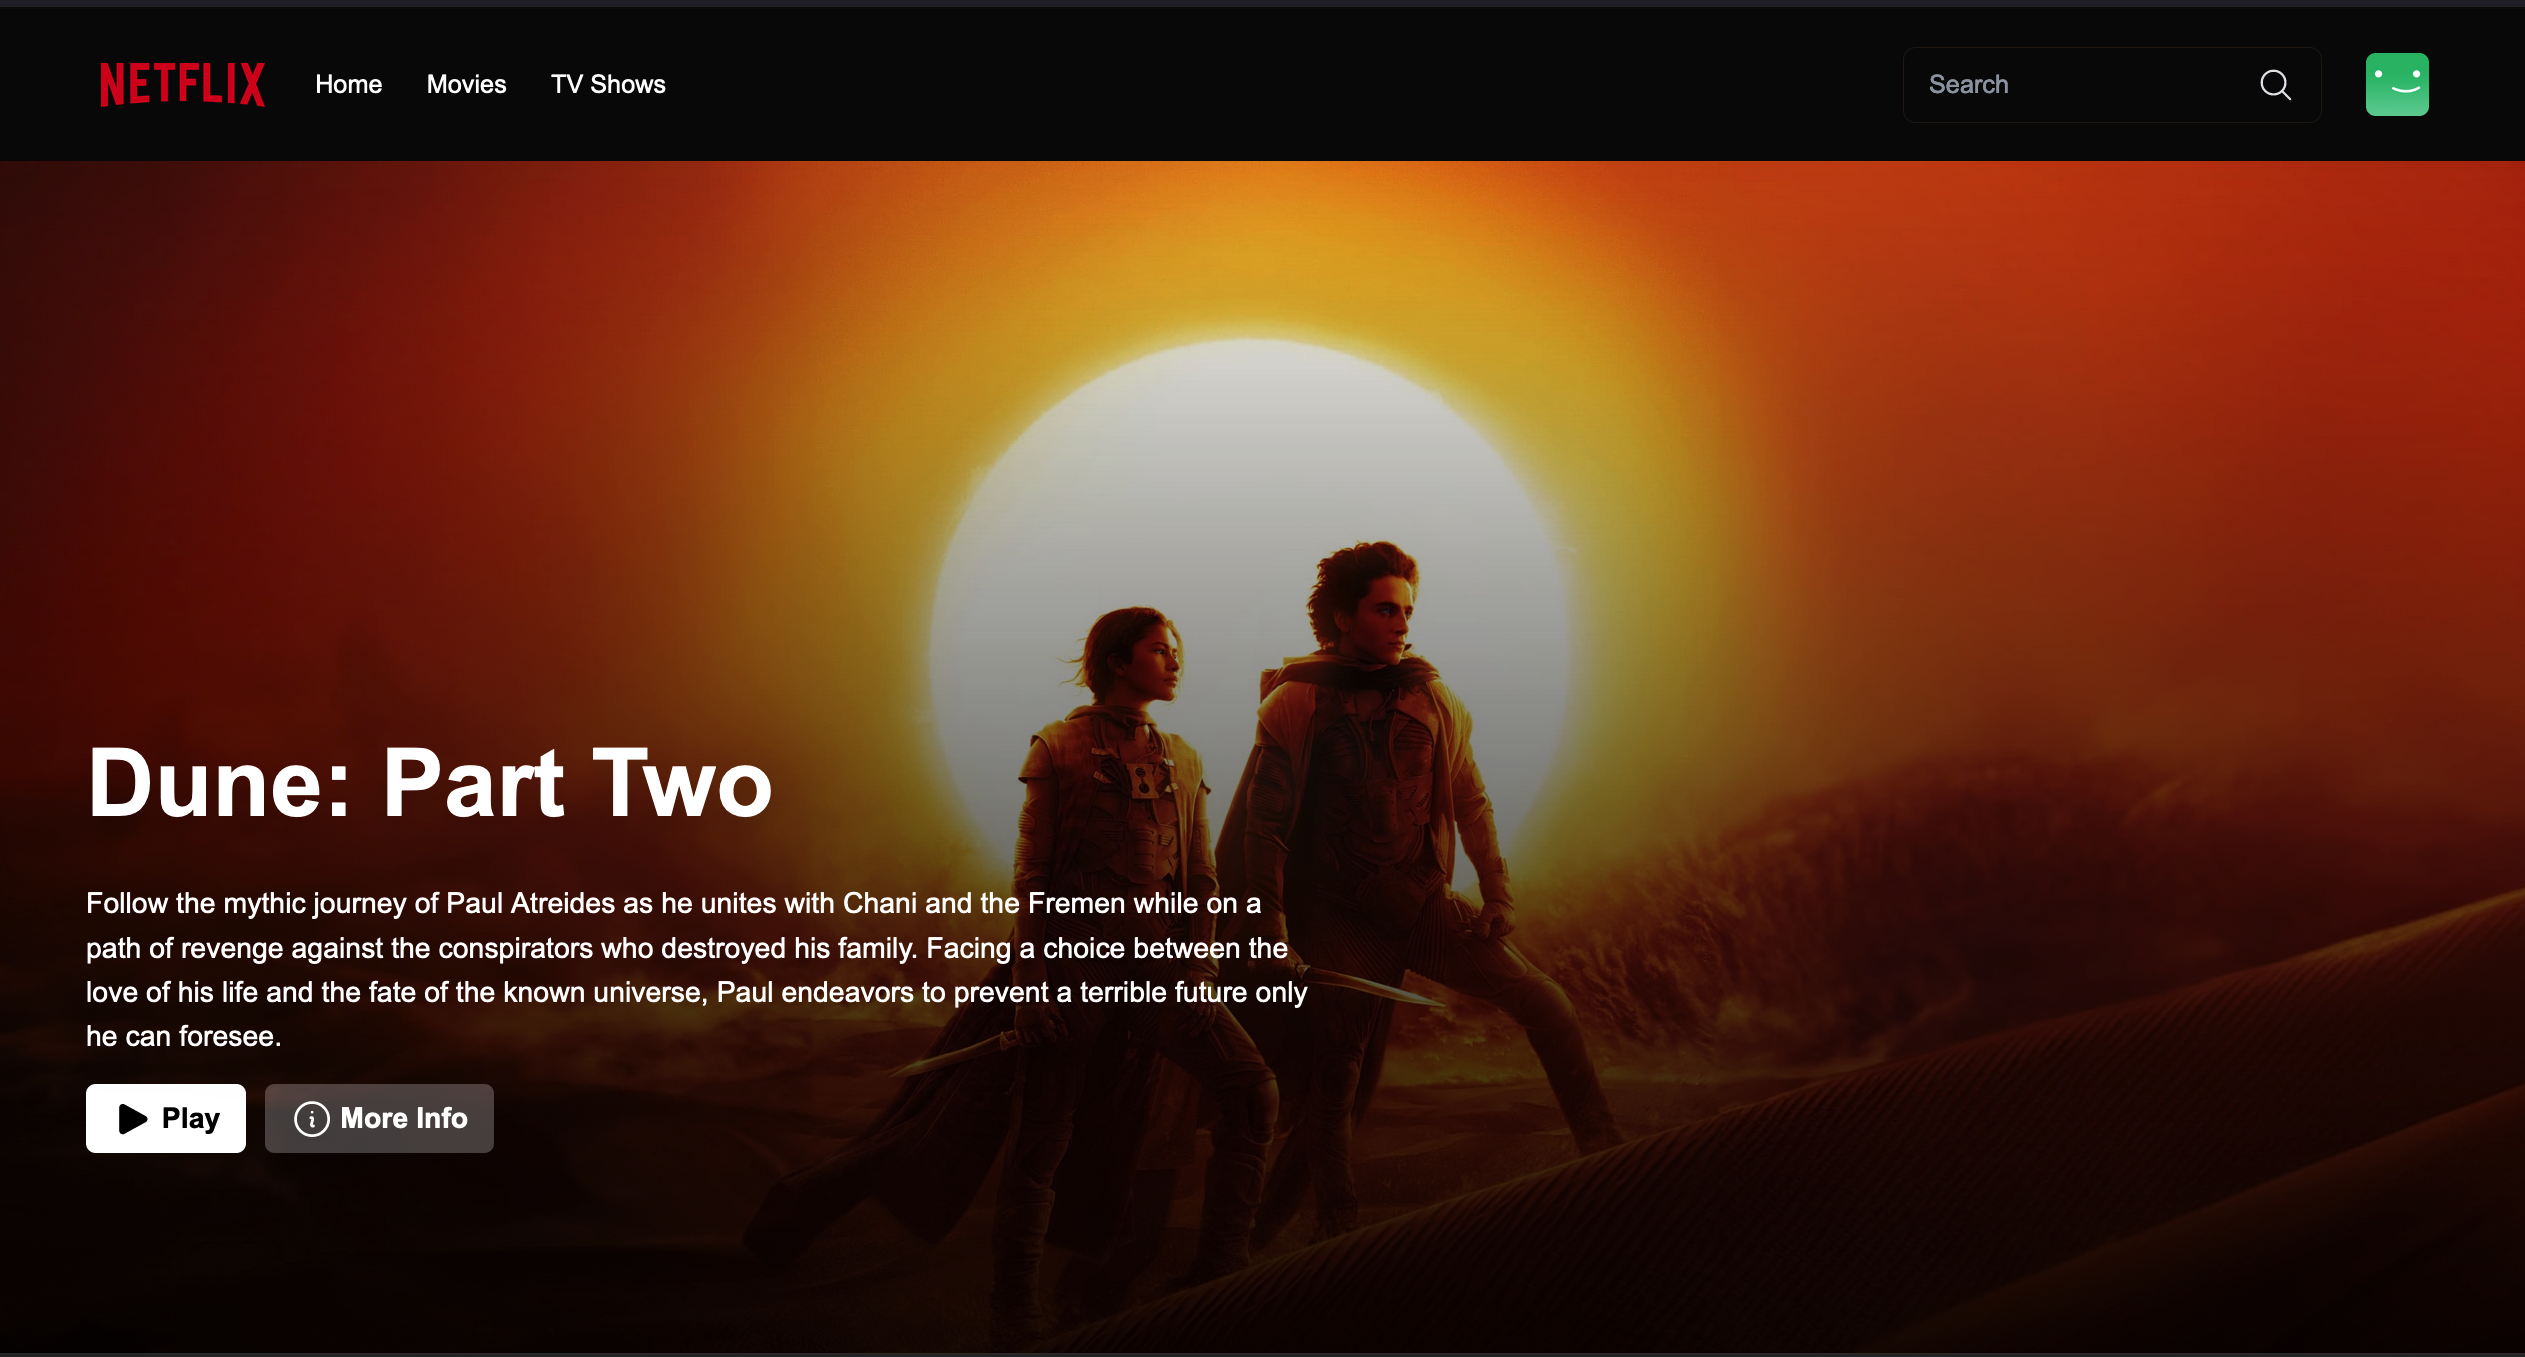 NETFLIX Home Movies TV Shows Search
Dune: Part Two
Follow the mythic journey of Paul Atreides as he unites with Chani and the Fremen while on a
path of revenge against the conspirators who destroyed his family. Facing a choice between the
love of his life and the fate of the known universe, Paul endeavors to prevent a terrible future only
he can foresee.
Play More Info